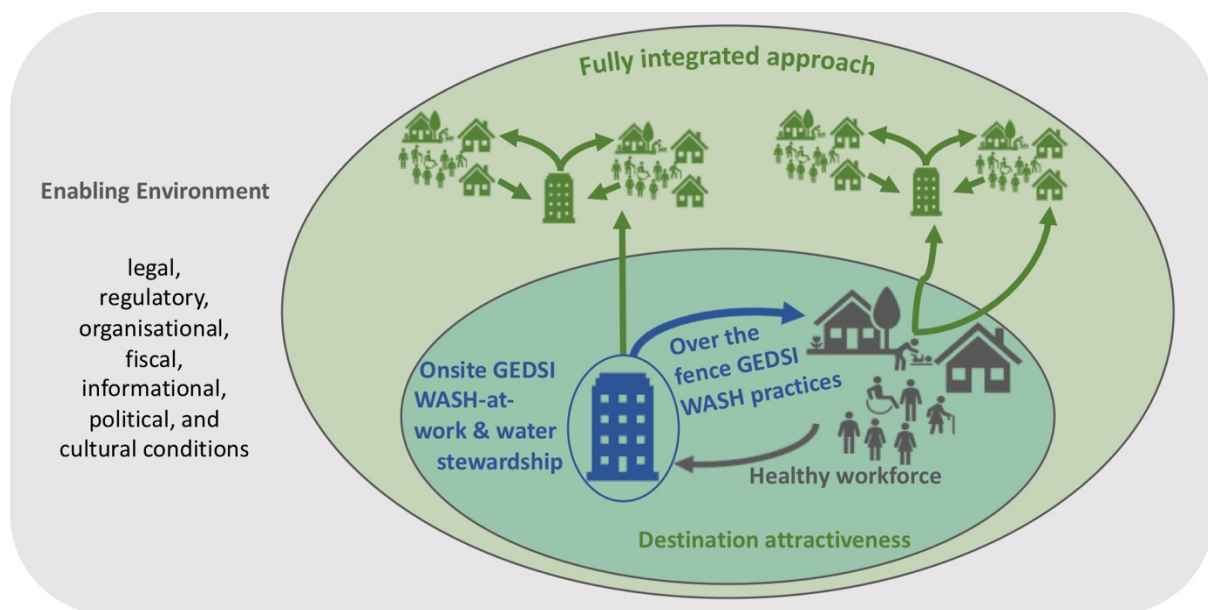 Fully integrated approach
Enabling Environment
legal,
regulatory,
organisational,
fiscal,
informational,
political, and
cultural conditions
Onsite GEDSI
WASH-at-
work & water
stewardship
Over the
fence GEDSI
WASH practices
Healthy workforce
Destination attractiveness